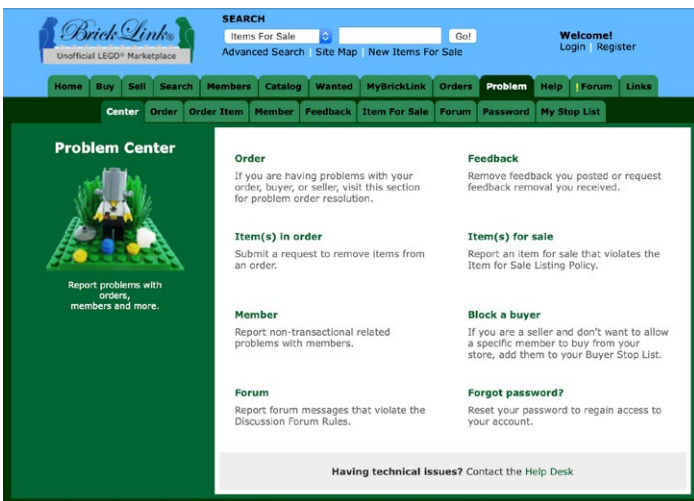 BrickLink®
Unofficial LEGO® Marketplace
SEARCH
Items For Sale
Go!
Advanced Search | Site Map | New Items For Sale
Welcome!
Login | Register
Home Buy Sell Search Members Catalog Wanted MyBrickLink Orders Problem Help ! Forum Links
Center Order Order Item Member Feedback Item For Sale Forum Password My Stop List
Problem Center
Report problems with
orders,
members and more.
Order
If you are having problems with your
order, buyer, or seller, visit this section
for problem order resolution.
Feedback
Remove feedback you posted or request
feedback removal you received.
Item(s) in order
Submit a request to remove items from
an order.
Item(s) for sale
Report an item for sale that violates the
Item for Sale Listing Policy.
Member
Report non-transactional related
problems with members.
Block a buyer
If you are a seller and don't want to allow
a specific member to buy from your
store, add them to your Buyer Stop List.
Forum
Report forum messages that violate the
Discussion Forum Rules.
Forgot password?
Reset your password to regain access to
your account.
Having technical issues? Contact the Help Desk